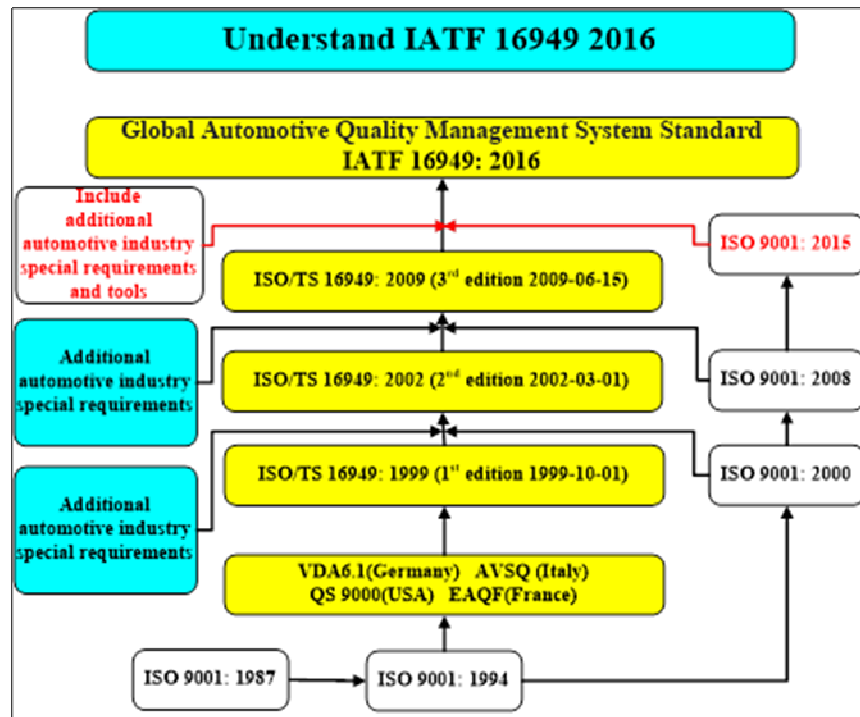 Understand IATF 16949 2016
Global Automotive Quality Management System Standard
IATF 16949: 2016
Include
additional
automotive industry
special requirements
and tools
ISO 9001: 2015
ISO/TS 16949: 2009 (3rd edition 2009-06-15)
Additional
automotive industry
special requirements
ISO/TS 16949: 2002 (2nd edition 2002-03-01)
ISO 9001: 2008
ISO/TS 16949: 1999 (1st edition 1999-10-01)
ISO 9001: 2000
Additional
automotive industry
special requirements
VDA6.1(Germany) AVSQ (Italy)
QS 9000(USA) EAQF(France)
ISO 9001: 1987
ISO 9001: 1994